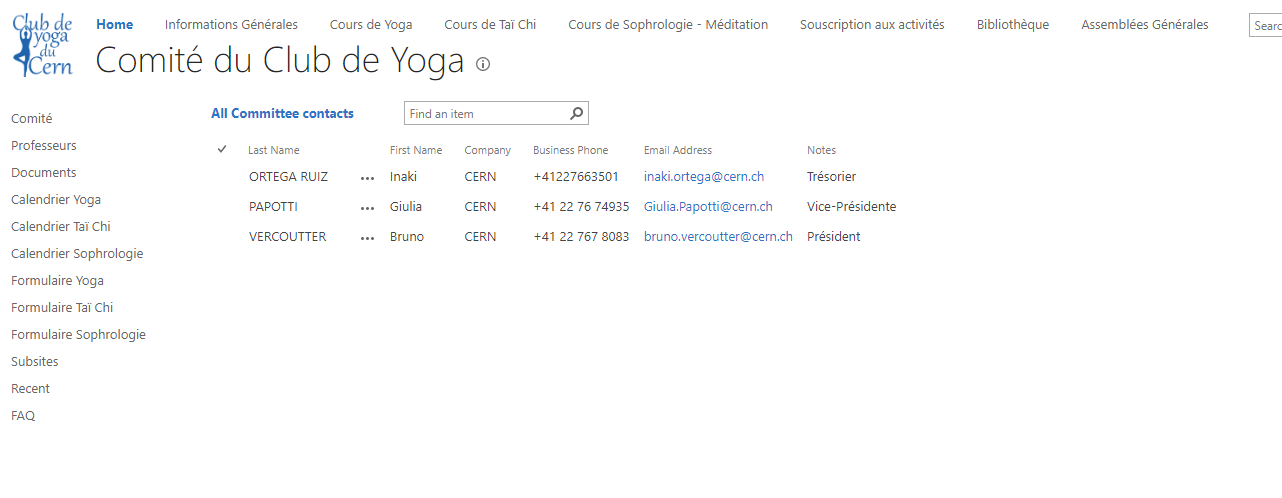 Club de
yoga
du
Cern
Home Informations Générales Cours de Yoga Cours de Taï Chi Cours de Sophrologie - Méditation Souscription aux activités Bibliothèque Assemblées Générales Searc
Comité du Club de Yoga
Comité
Professeurs
Documents
Calendrier Yoga
Calendrier Taï Chi
Calendrier Sophrologie
Formulaire Yoga
Formulaire Taï Chi
Formulaire Sophrologie
Subsites
Recent
FAQ
All Committee contacts Find an item
Last Name First Name Company Business Phone Email Address Notes
ORTEGA RUIZ ... Inaki CERN +41227663501 inaki.ortega@cern.ch Trésorier
PAPOTTI ... Giulia CERN +41 22 76 74935 Giulia.Papotti@cern.ch Vice-Présidente
VERCOUTTER ... Bruno CERN +41 22 767 8083 bruno.vercoutter@cern.ch Président